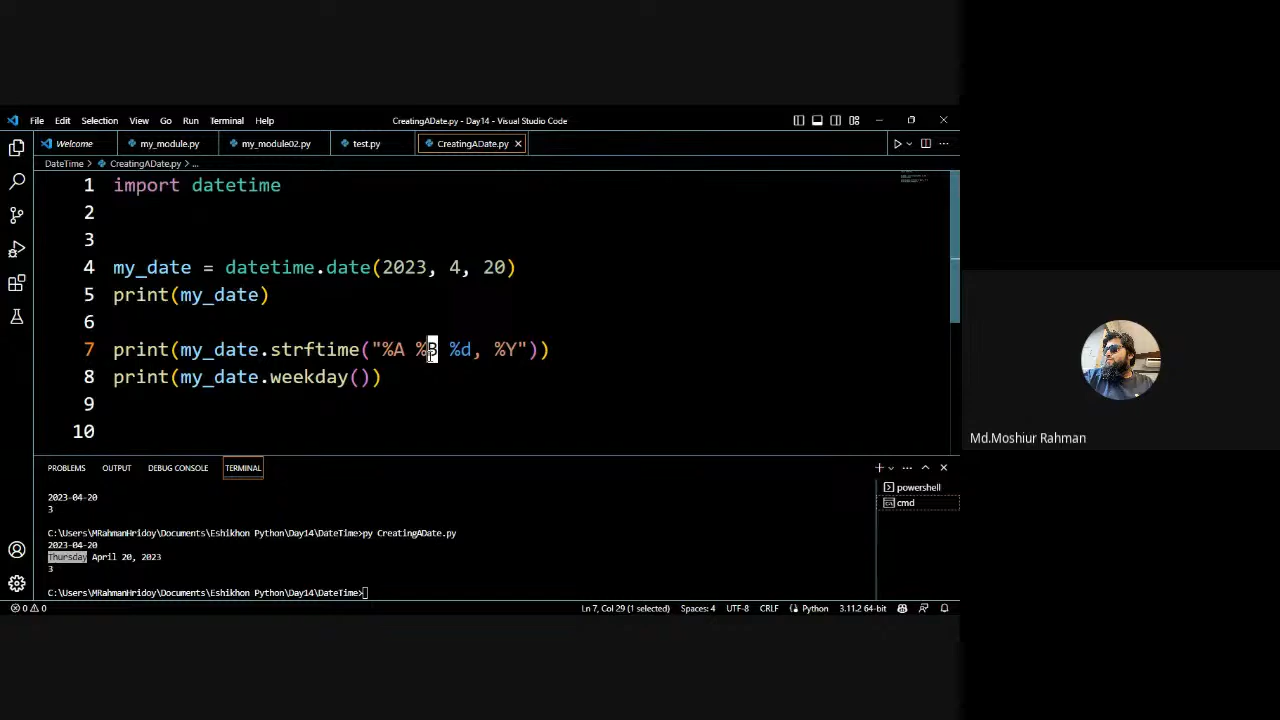 File Edit Selection View Go Run Terminal Help
CreatingADate.py - Day14 - Visual Studio Code
Welcome my_module.py my_module02.py test.py CreatingADate.py
DateTime > CreatingADate.py > ...
1 import datetime
2
3
4 my_date = datetime.date(2023, 4, 20)
5 print(my_date)
6
7 print(my_date.strftime("%A %B %d, %Y"))
8 print(my_date.weekday())
9
10
PROBLEMS OUTPUT DEBUG CONSOLE TERMINAL
2023-04-20
3
C:\Users\MRahmanHridoy\Documents\Eshikhon Python\Day14\DateTime>py CreatingADate.py
2023-04-20
Thursday April 20, 2023
3
C:\Users\MRahmanHridoy\Documents\Eshikhon Python\Day14\DateTime>
powershell
cmd
0 0
Ln 7, Col 29 (1 selected) Spaces: 4 UTF-8 CRLF Python 3.11.2 64-bit
Md.Moshiur Rahman